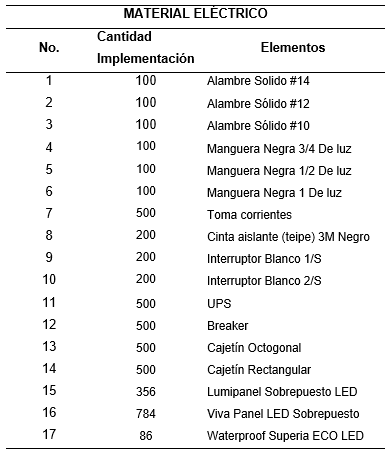 MATERIAL ELÉCTRICO
No. Cantidad Implementación Elementos
1 100 Alambre Solido #14
2 100 Alambre Sólido #12
3 100 Alambre Sólido #10
4 100 Manguera Negra 3/4 De luz
5 100 Manguera Negra 1/2 De luz
6 100 Manguera Negra 1 De luz
7 500 Toma corrientes
8 200 Cinta aislante (teipe) 3M Negro
9 200 Interruptor Blanco 1/S
10 200 Interruptor Blanco 2/S
11 500 UPS
12 500 Breaker
13 500 Cajetín Octogonal
14 500 Cajetín Rectangular
15 356 Lumipanel Sobrepuesto LED
16 784 Viva Panel LED Sobrepuesto
17 86 Waterproof Superia ECO LED